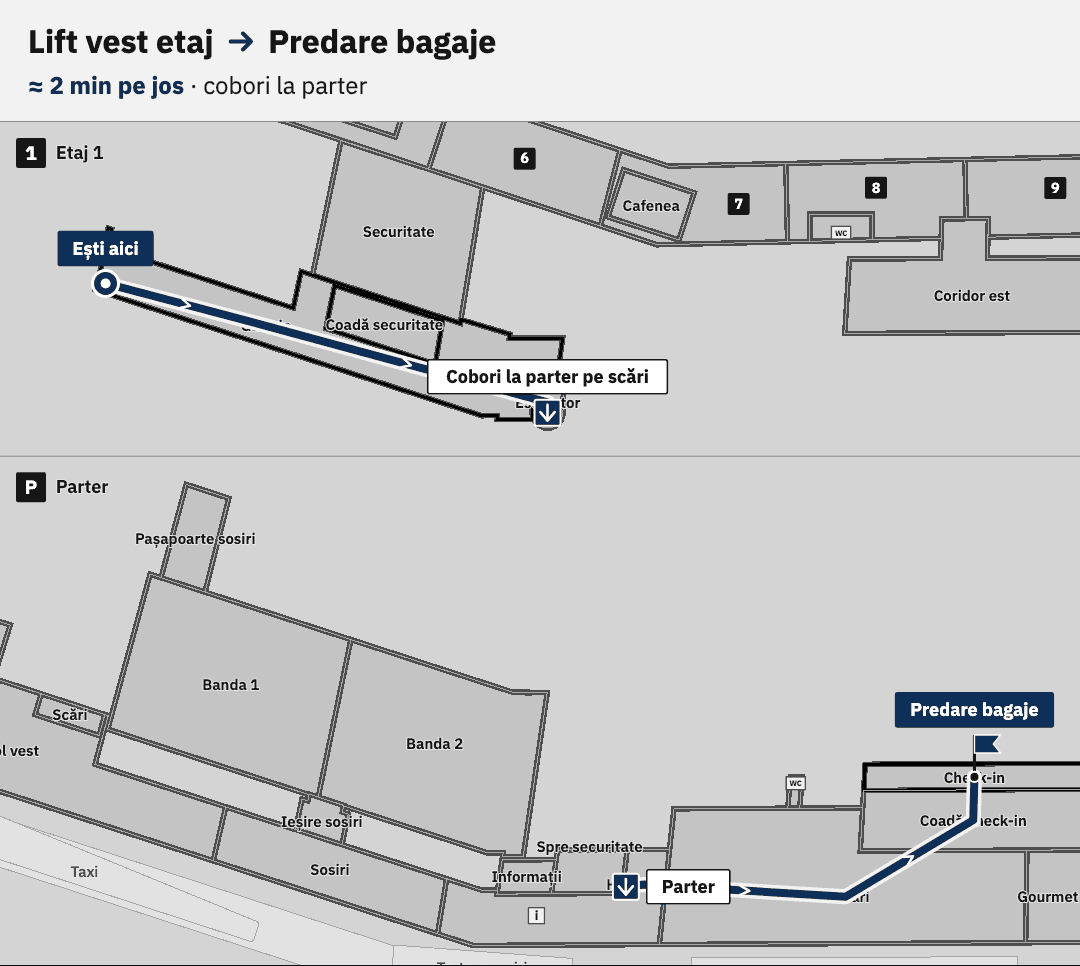 Lift vest etaj → Predare bagaje
≈ 2 min pe jos · cobori la parter
1 Etaj 1
6
7
8
9
Cafenea
WC
Securitate
Coridor est
Ești aici
Coadă securitate
Cobori la parter pe scări
P Parter
Pașapoarte sosiri
Banda 1
Banda 2
Scări
vest
Predare bagaje
WC
Check-in
Ieșire sosiri
Spre securitate
Informații
Sosiri
Taxi
Parter
i
Gourmet